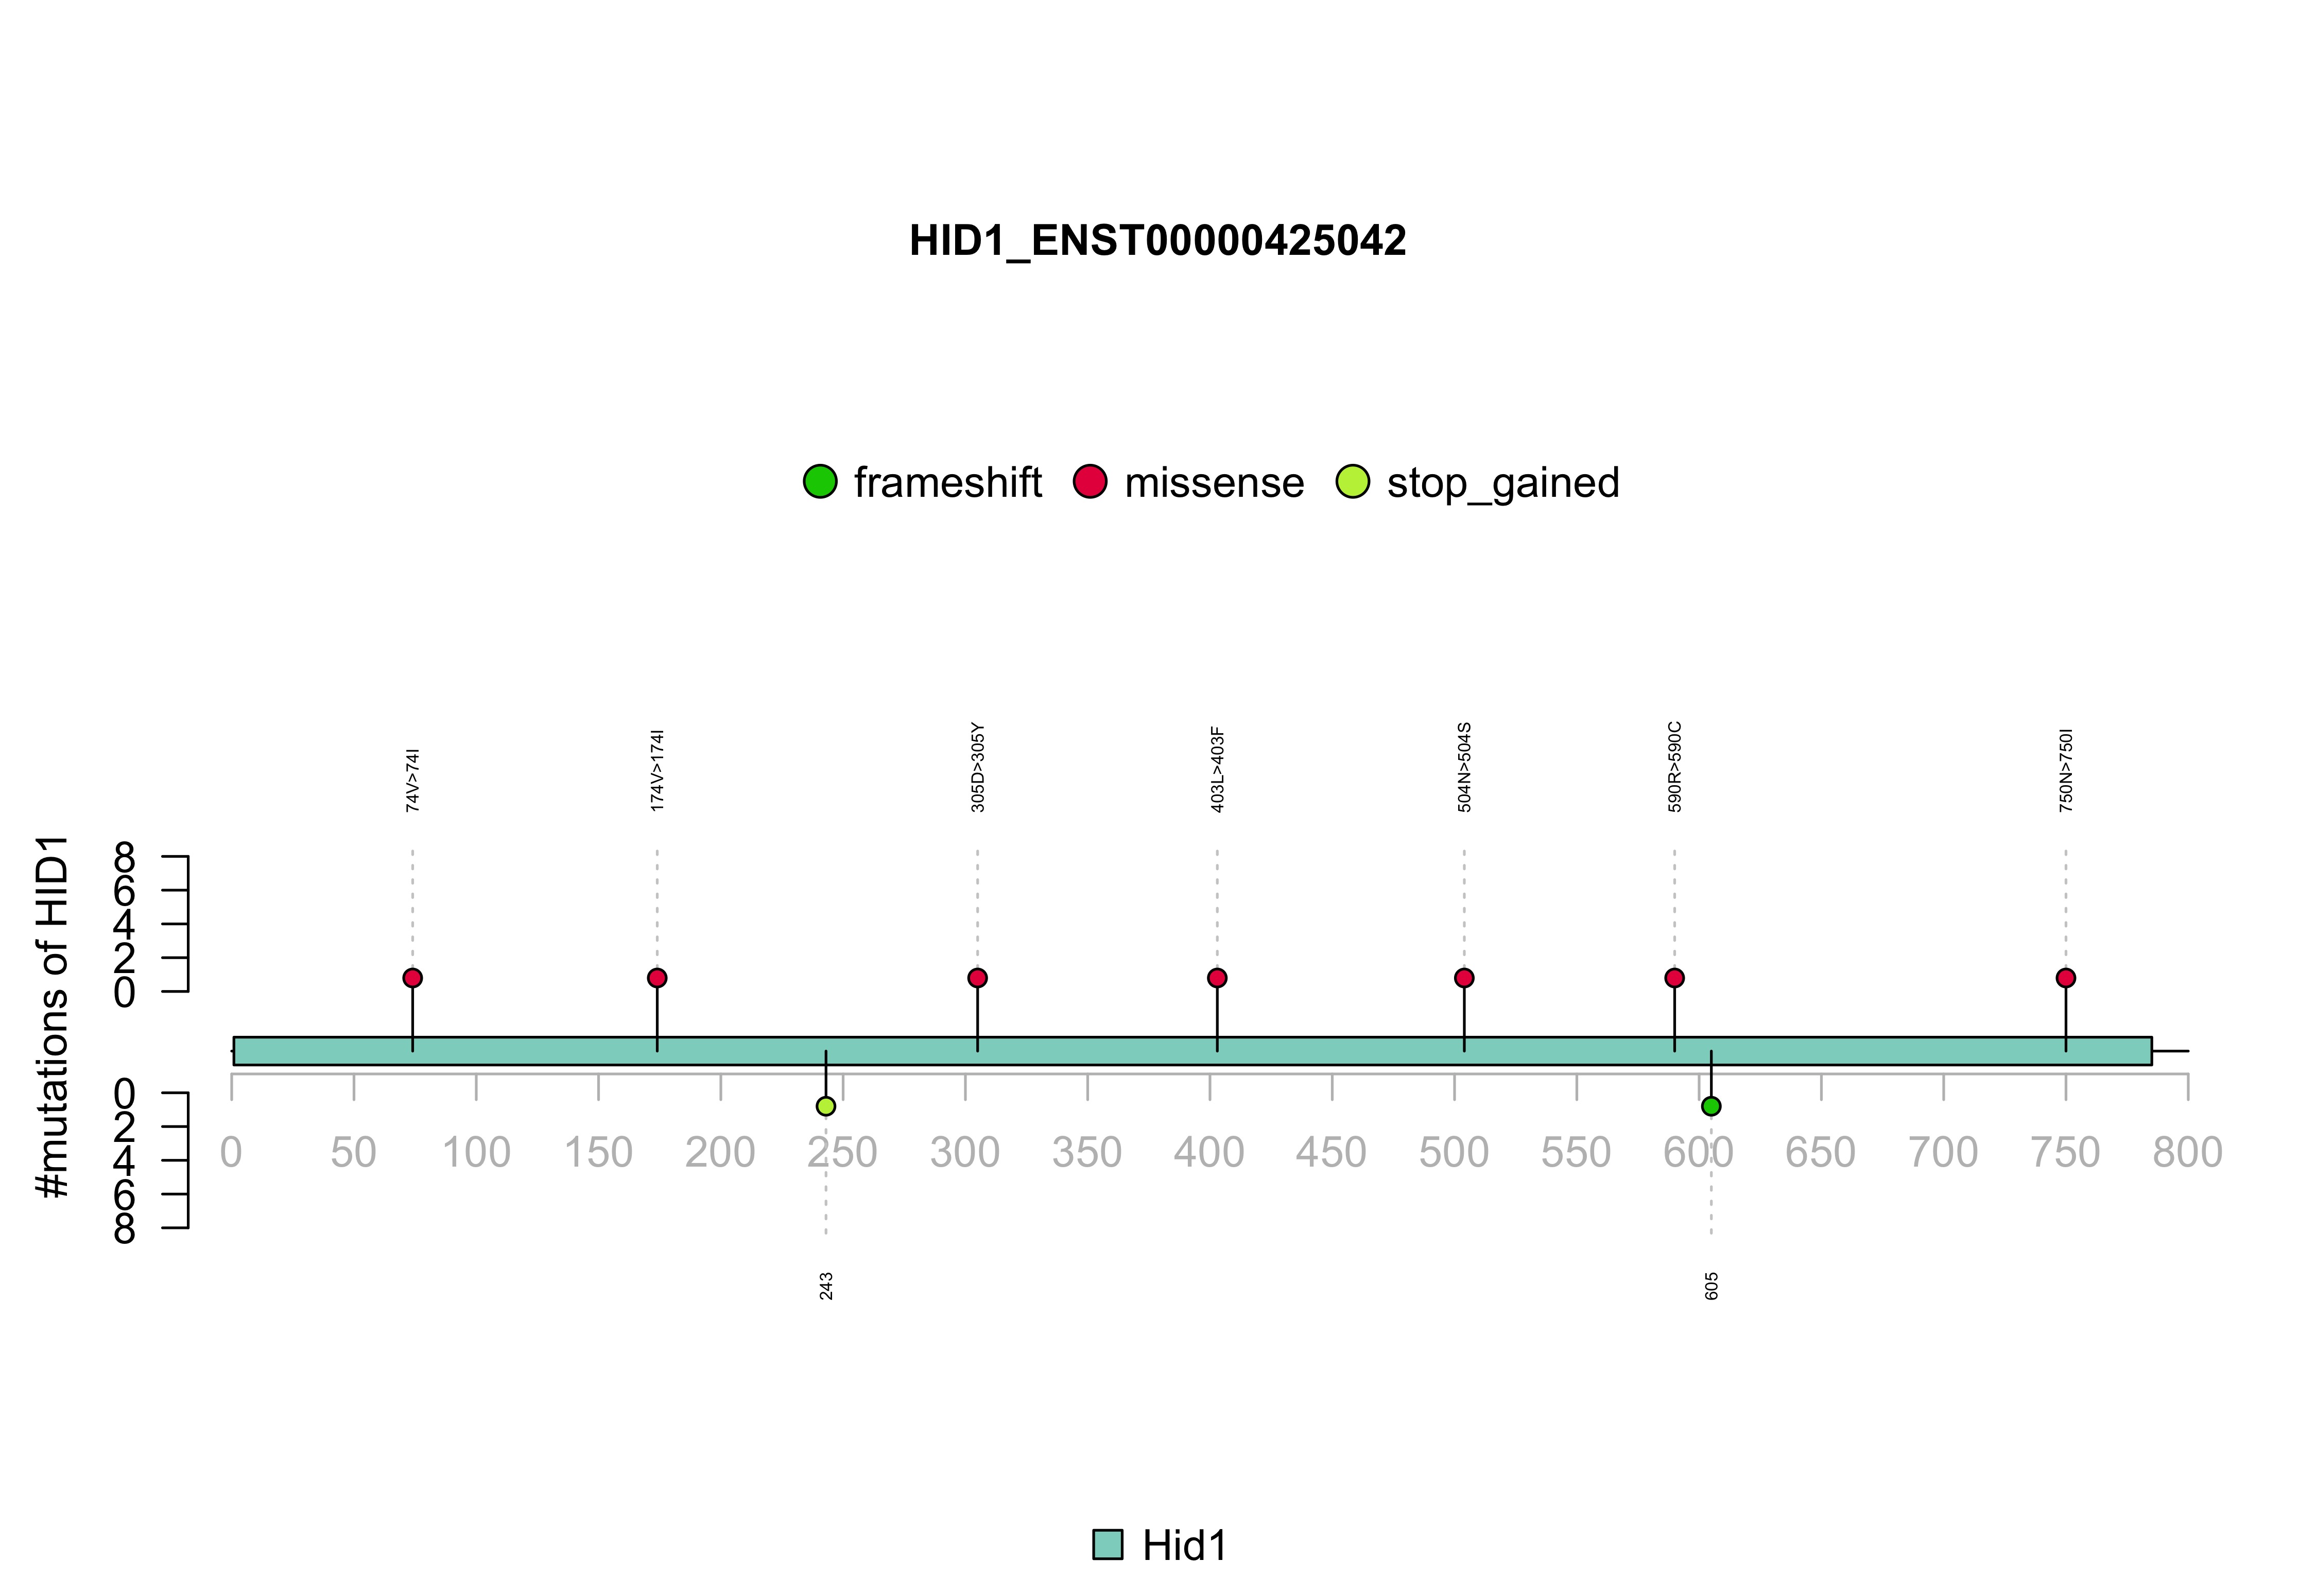 HID1_ENST00000425042
frameshift missense stop_gained
74V>74I
174V>174I
305D>305Y
403L>403F
504N>504S
590R>590C
750N>750I
#mutations of HID1
8
6
4
2
0
0
2
4
6
8
0 50 100 150 200 250 300 350 400 450 500 550 600 650 700 750 800
243
605
Hid1